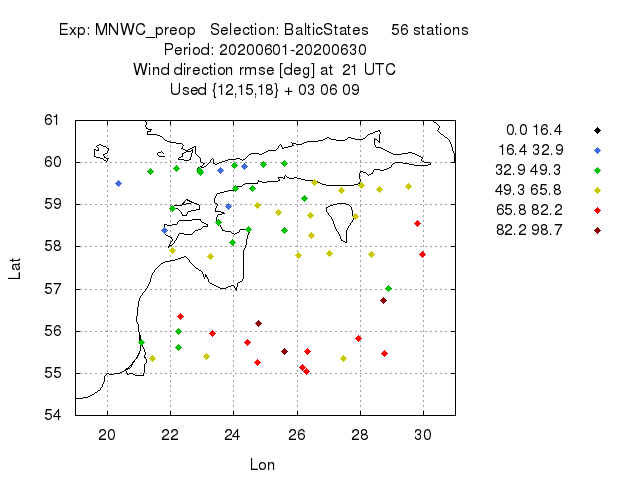 Exp: MNWC_preop   Selection: BalticStates     56 stations
Period: 20200601-20200630
Wind direction rmse [deg] at  21 UTC
Used {12,15,18} + 03 06 09
61
60
59
58
57
56
55
54
Lat
20 22 24 26 28 30
Lon
0.0 16.4
16.4 32.9
32.9 49.3
49.3 65.8
65.8 82.2
82.2 98.7